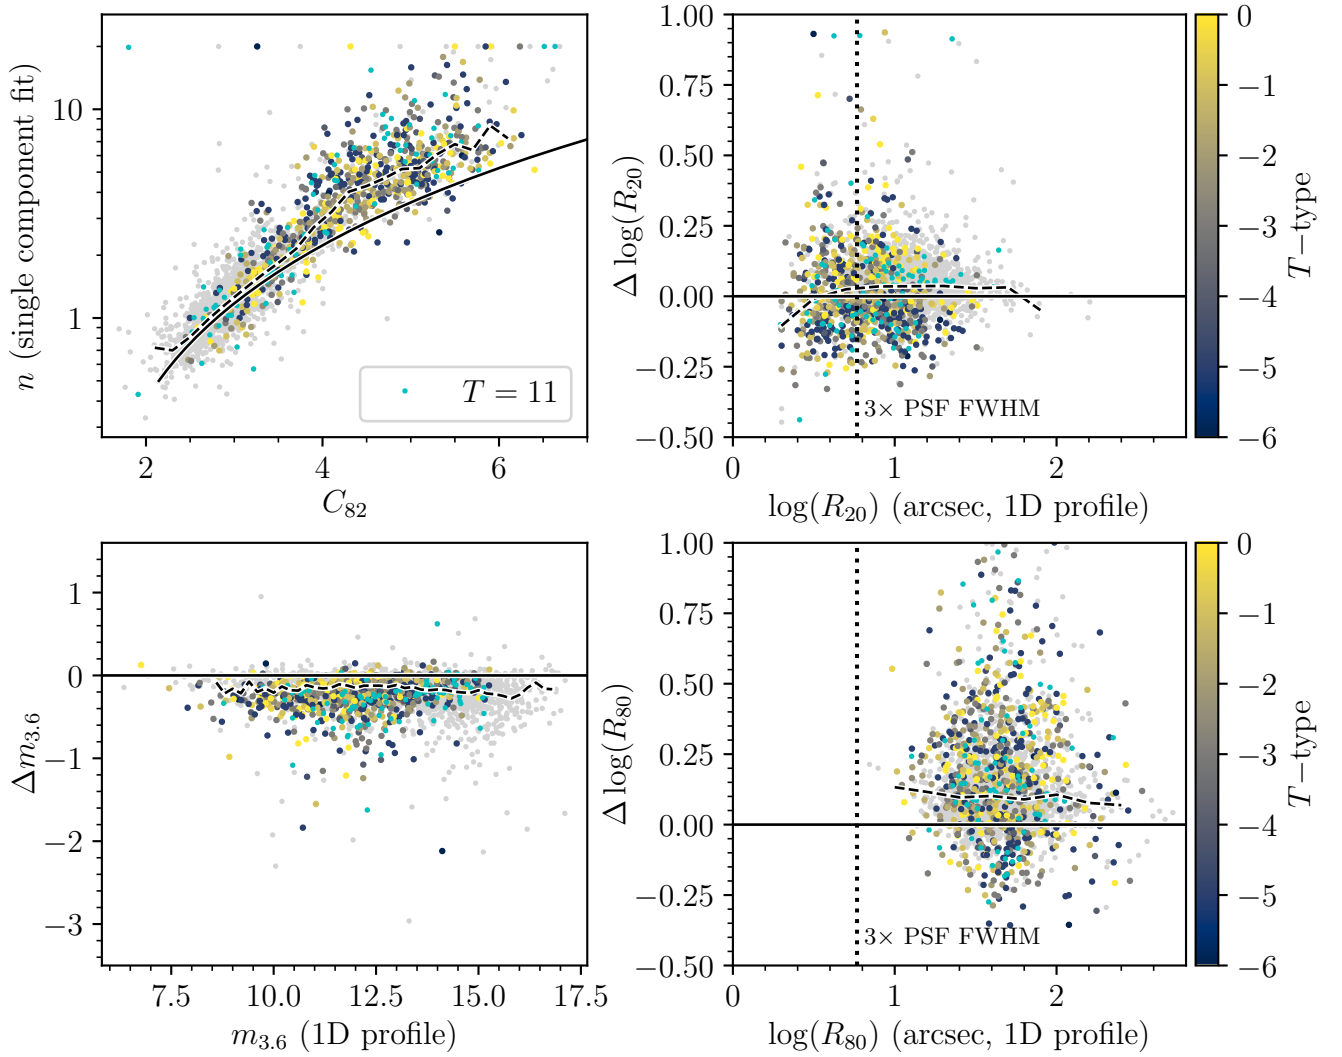 n (single component fit)
10
1
T = 11
2 4 6
C82
Δ log(R20)
1.00
0.75
0.50
0.25
0.00
−0.25
−0.50
3× PSF FWHM
0 1 2
log(R20) (arcsec, 1D profile)
0
−1
−2
−3
−4
−5
−6
T−type
Δm3.6
1
0
−1
−2
−3
7.5 10.0 12.5 15.0 17.5
m3.6 (1D profile)
Δ log(R80)
1.00
0.75
0.50
0.25
0.00
−0.25
−0.50
3× PSF FWHM
0 1 2
log(R80) (arcsec, 1D profile)
0
−1
−2
−3
−4
−5
−6
T−type